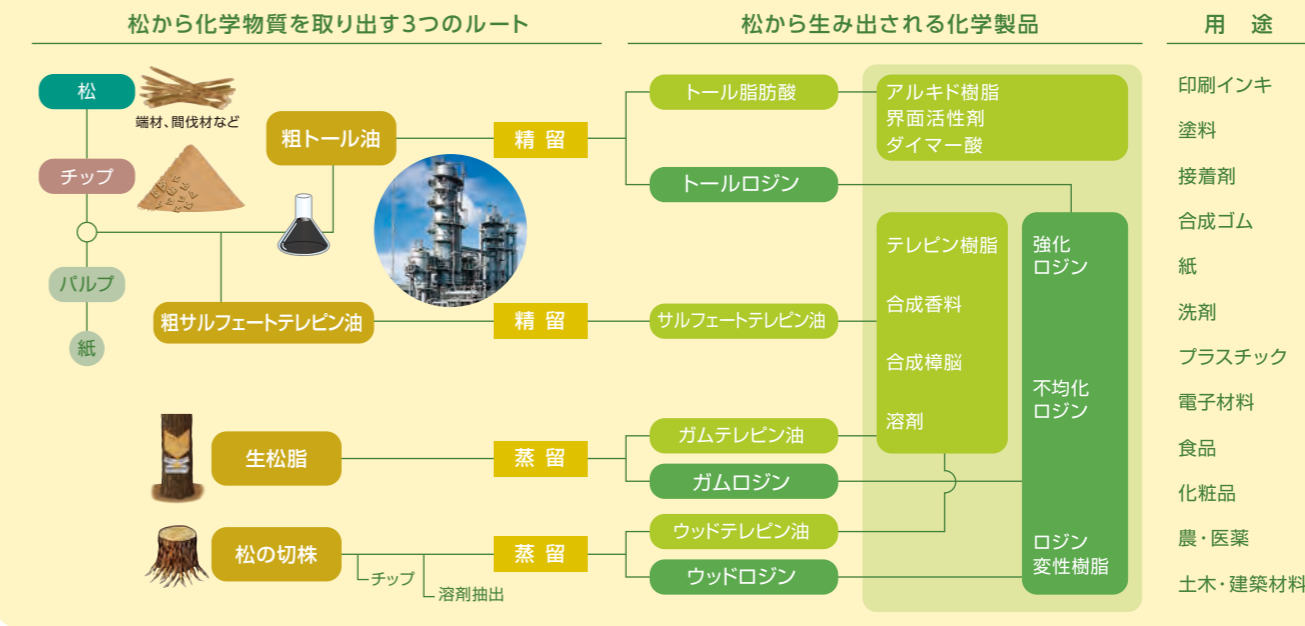 松から化学物質を取り出す3つのルート
松から生み出される化学製品
用　途
松
端材、間伐材など
チップ
パルプ
紙
粗トール油
精 留
粗サルフェートテレピン油
精 留
生松脂
蒸 留
松の切株
チップ
溶剤抽出
蒸 留
トール脂肪酸
トールロジン
サルフェートテレピン油
ガムテレピン油
ガムロジン
ウッドテレピン油
ウッドロジン
アルキド樹脂
界面活性剤
ダイマー酸
テレピン樹脂
合成香料
合成樟脳
溶剤
強化
ロジン
不均化
ロジン
ロジン
変性樹脂
印刷インキ
塗料
接着剤
合成ゴム
紙
洗剤
プラスチック
電子材料
食品
化粧品
農・医薬
土木・建築材料